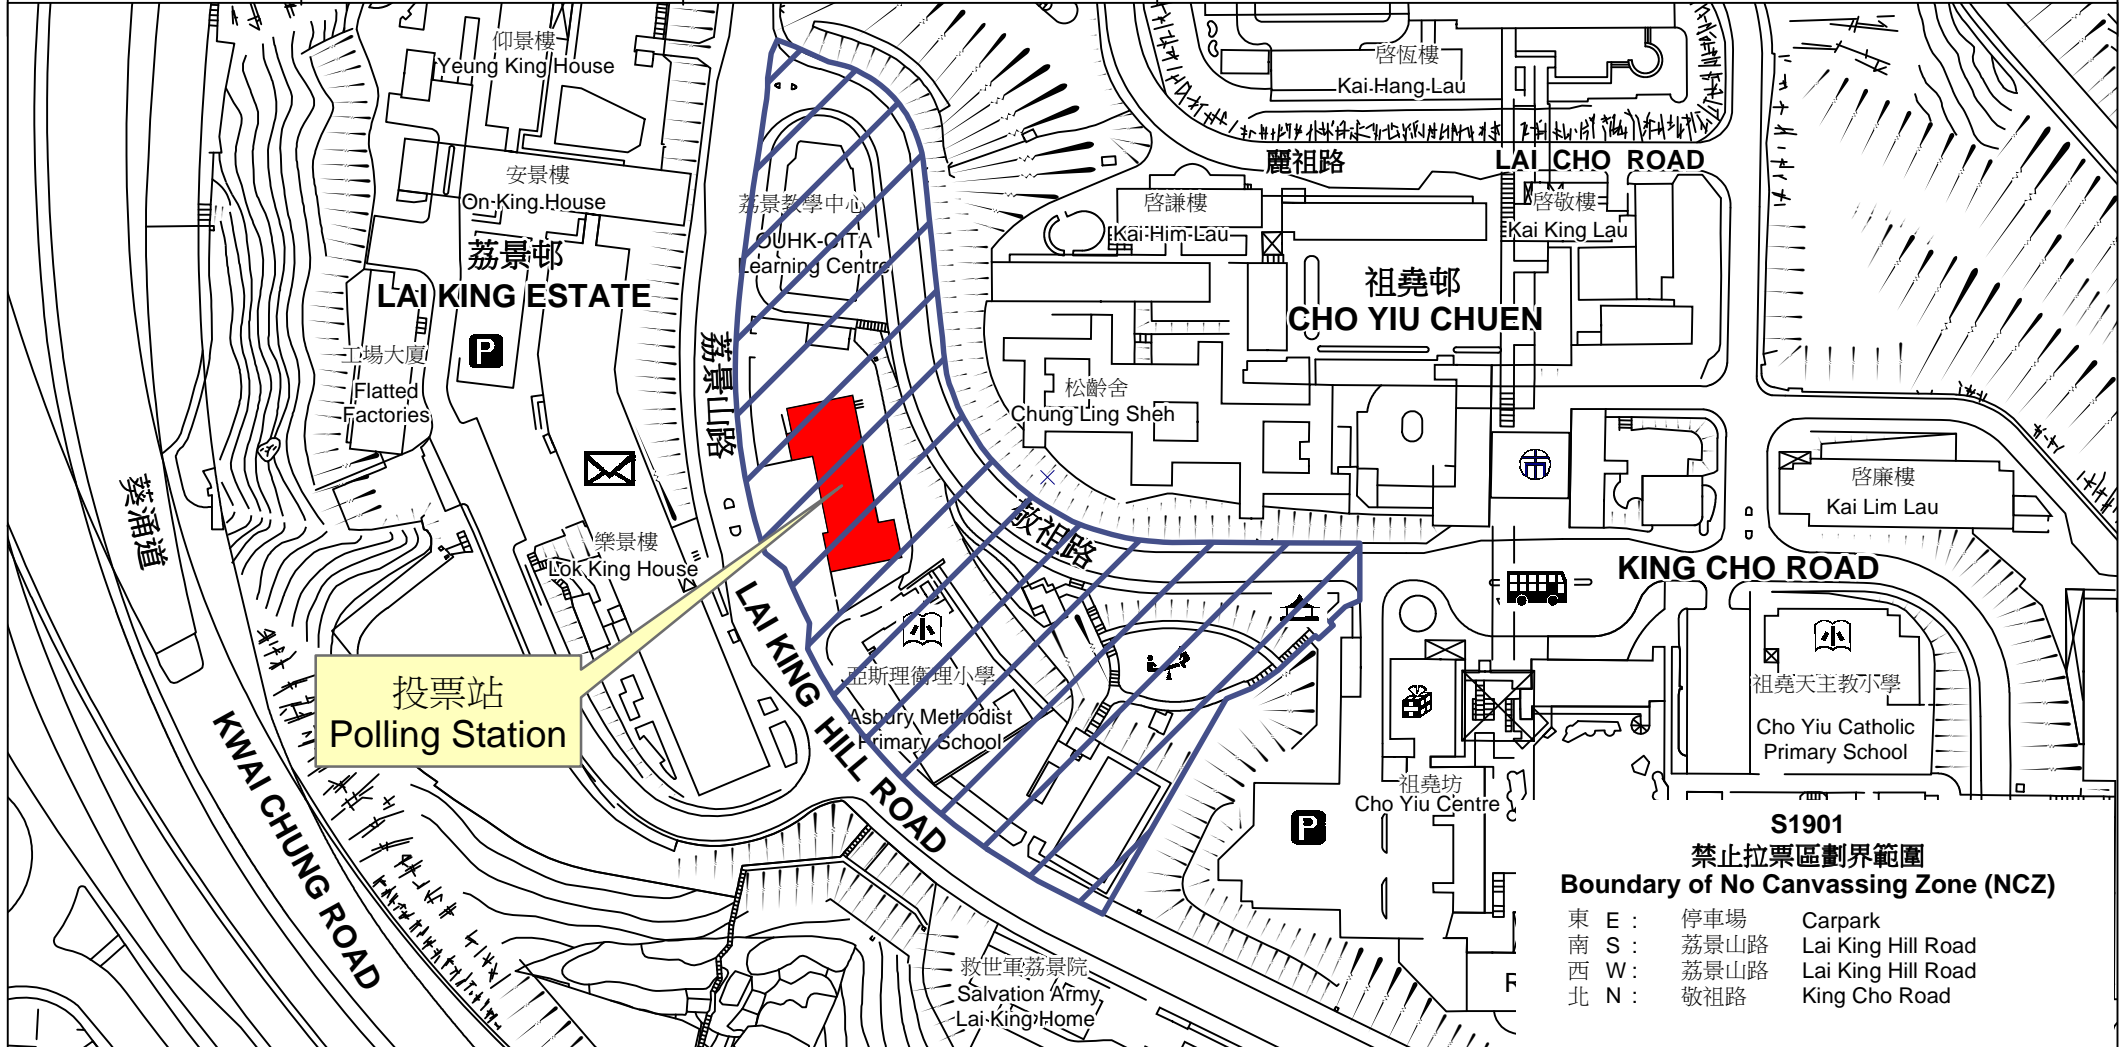 仰景樓
Yeung King House
啓恆樓
Kai Hang Lau
麗祖路
LAI CHO ROAD
安景樓
On King House
荔景邨
LAI KING ESTATE
P
荔景教學中心
OUHK-CITA
Learning Centre
啓謙樓
Kai Him Lau
啓敬樓
Kai King Lau
祖堯邨
CHO YIU CHUEN
工場大廈
Flatted
Factories
荔景山路
松齡舍
Chung Ling Sheh
葵涌道
樂景樓
Lok King House
敬祖路
啓廉樓
Kai Lim Lau
KING CHO ROAD
投票站
Polling Station
LAI KING HILL ROAD
小
亞斯理衞理小學
Asbury Methodist
Primary School
小
祖堯天主教小學
Cho Yiu Catholic
Primary School
KWAI CHUNG ROAD
祖堯坊
Cho Yiu Centre
P
救世軍荔景院
Salvation Army
Lai King Home
S1901
禁止拉票區劃界範圍
Boundary of No Canvassing Zone (NCZ)
東 E : 停車場 Carpark
南 S : 荔景山路 Lai King Hill Road
西 W : 荔景山路 Lai King Hill Road
北 N : 敬祖路 King Cho Road